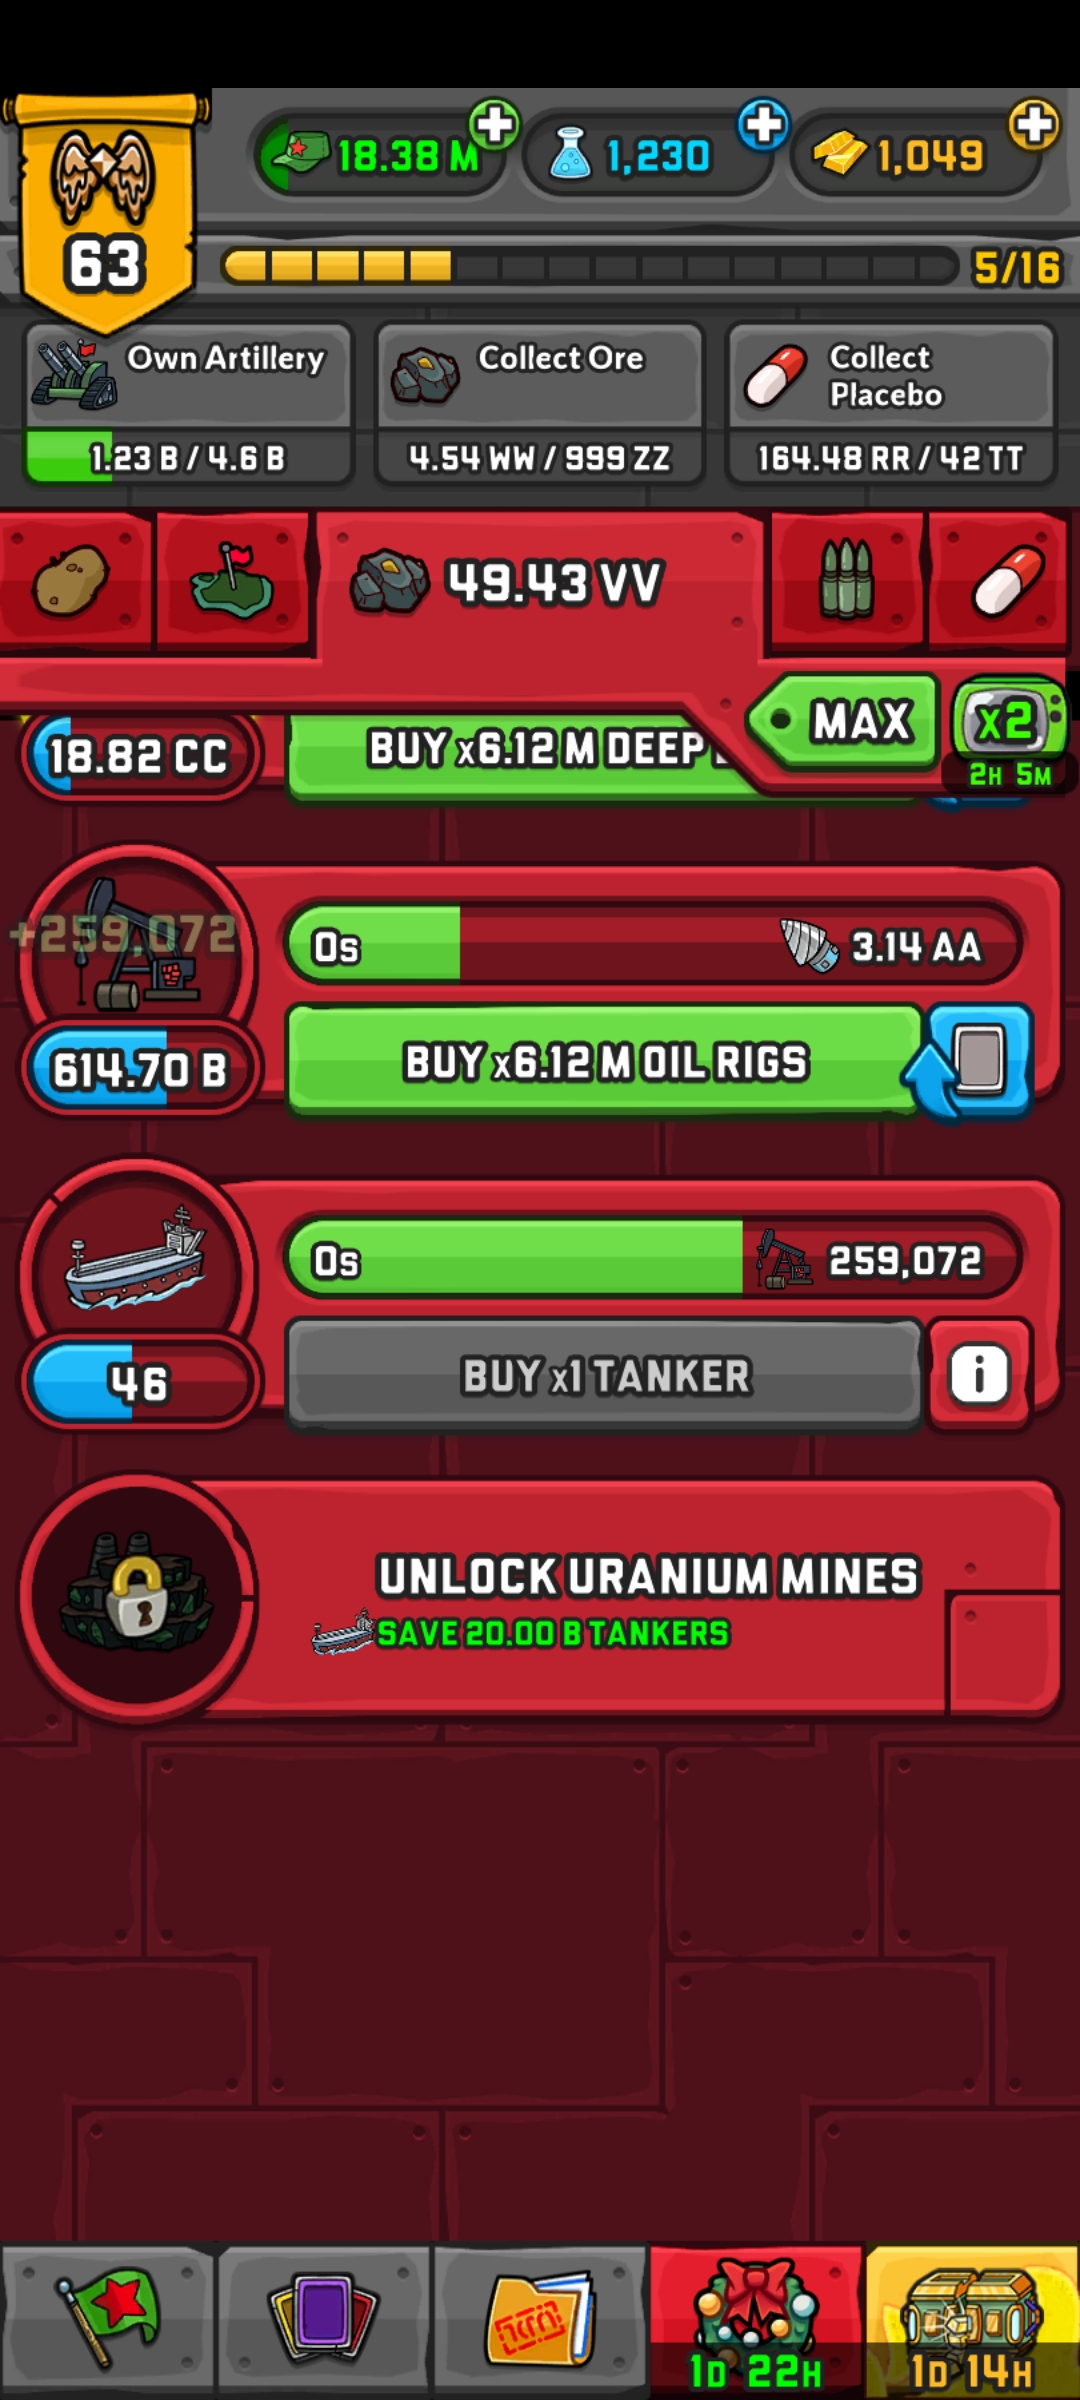 18.38 M
1,230
1,049
63
5/16
Own Artillery
1.23 B / 4.6 B
Collect Ore
4.54 WW / 999 ZZ
Collect
Placebo
164.48 RR / 42 TT
49.43 VV
MAX
x2
2H 5M
18.82 CC
BUY x6.12 M DEEP
+259,072
0s
3.14 AA
614.70 B
BUY x6.12 M OIL RIGS
0s
259,072
46
BUY x1 TANKER
i
UNLOCK URANIUM MINES
SAVE 20.00 B TANKERS
1D 22H
1D 14H